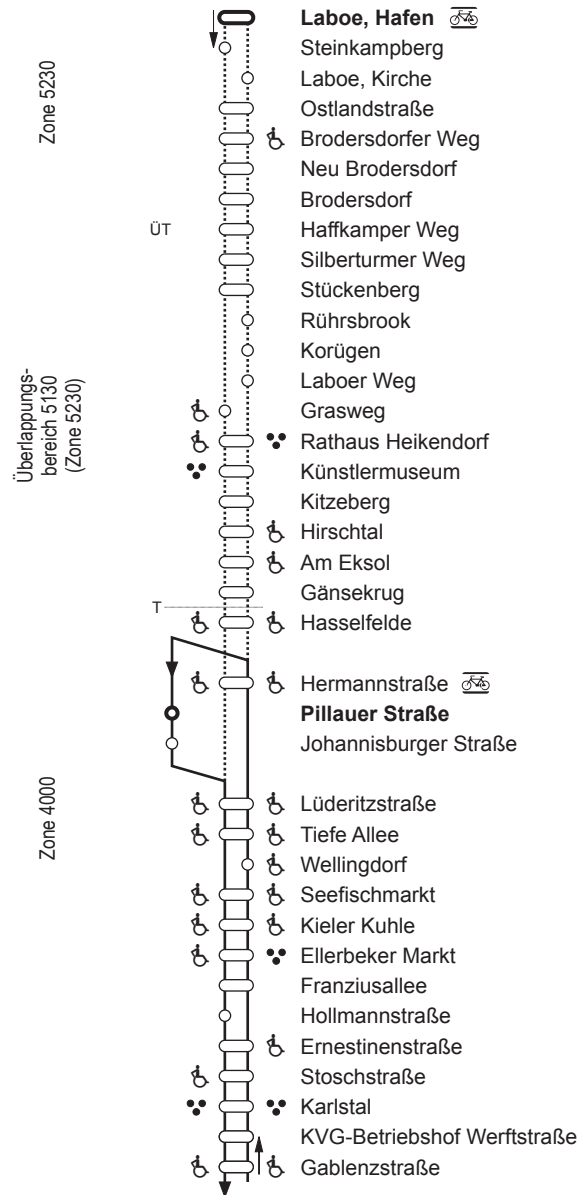 Laboe, Hafen
Steinkampberg
Zone 5230
Laboe, Kirche
Ostlandstraße
Brodersdorfer Weg
Neu Brodersdorf
Brodersdorf
ÜT
Haffkamper Weg
Silberturmer Weg
Stückenberg
Rührsbrook
Korügen
Laboer Weg
Überlappungs-
bereich 5130
(Zone 5230)
Grasweg
Rathaus Heikendorf
Künstlermuseum
Kitzeberg
Hirschtal
Am Eksol
Gänsekrug
T
Hasselfelde
Hermannstraße
Pillauer Straße
Johannisburger Straße
Zone 4000
Lüderitzstraße
Tiefe Allee
Wellingdorf
Seefischmarkt
Kieler Kuhle
Ellerbeker Markt
Franziusallee
Hollmannstraße
Ernestinenstraße
Stoschstraße
Karlstal
KVG-Betriebshof Werftstraße
Gablenzstraße